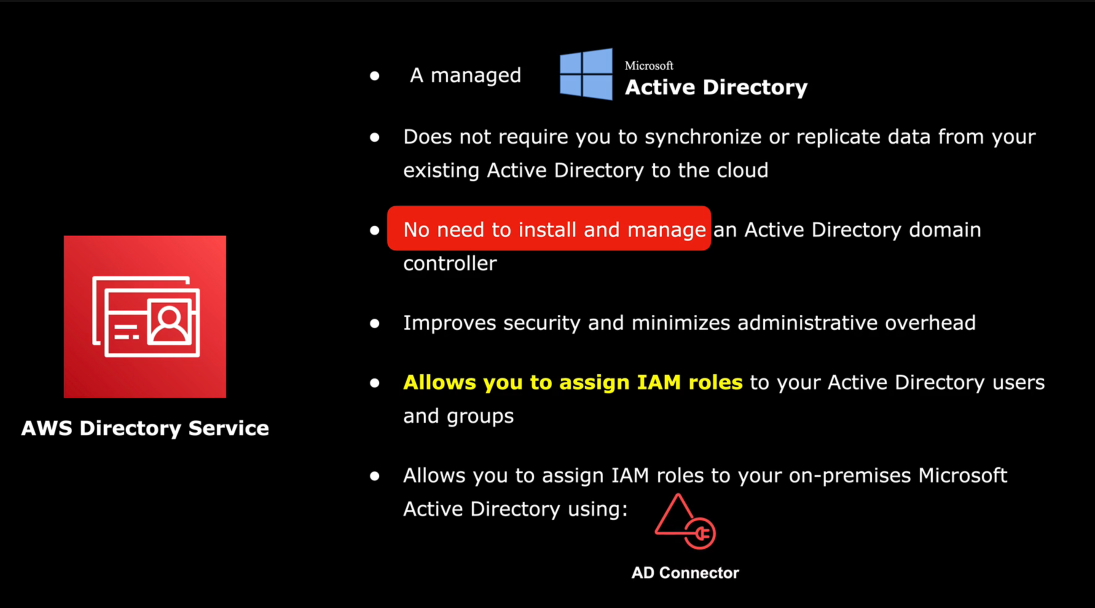 A managed
Microsoft
Active Directory
Does not require you to synchronize or replicate data from your
existing Active Directory to the cloud
No need to install and manage an Active Directory domain
controller
Improves security and minimizes administrative overhead
Allows you to assign IAM roles to your Active Directory users
and groups
AWS Directory Service
Allows you to assign IAM roles to your on-premises Microsoft
Active Directory using:
AD Connector